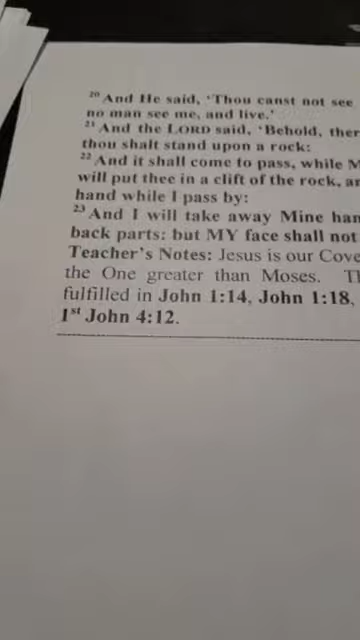 20 And He said, 'Thou canst not see
no man see me, and live.'
21 And the LORD said, 'Behold, ther
thou shalt stand upon a rock:
22 And it shall come to pass, while M
will put thee in a clift of the rock, an
hand while I pass by:
23 And I will take away Mine han
back parts: but MY face shall not
Teacher's Notes: Jesus is our Cove
the One greater than Moses. Th
fulfilled in John 1:14, John 1:18,
1st John 4:12.